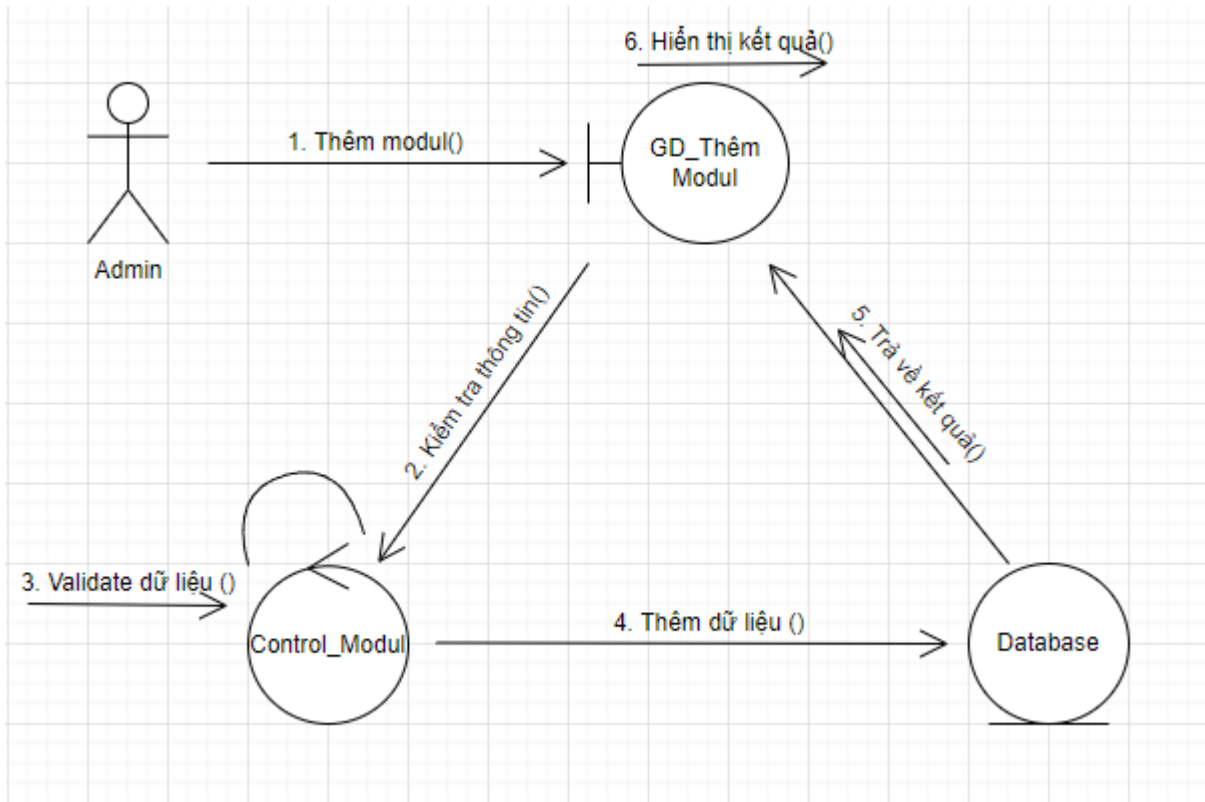 6. Hiển thị kết quả()
1. Thêm modul()
GD_Thêm
Modul
Admin
2. Kiểm tra thông tin()
5. Trả về kết quả()
3. Validate dữ liệu ()
Control_Modul
4. Thêm dữ liệu ()
Database